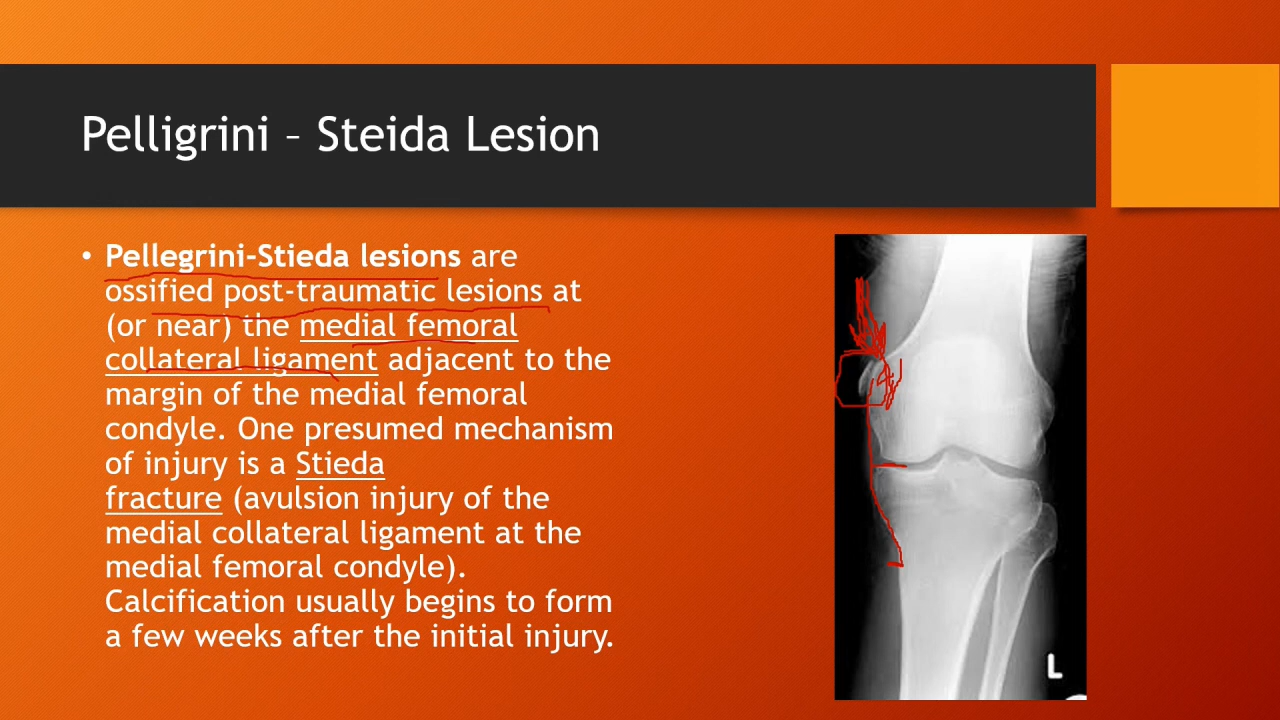 Pelligrini – Steida Lesion
• Pellegrini-Stieda lesions are
ossified post-traumatic lesions at
(or near) the medial femoral
collateral ligament adjacent to the
margin of the medial femoral
condyle. One presumed mechanism
of injury is a Stieda
fracture (avulsion injury of the
medial collateral ligament at the
medial femoral condyle).
Calcification usually begins to form
a few weeks after the initial injury.
L